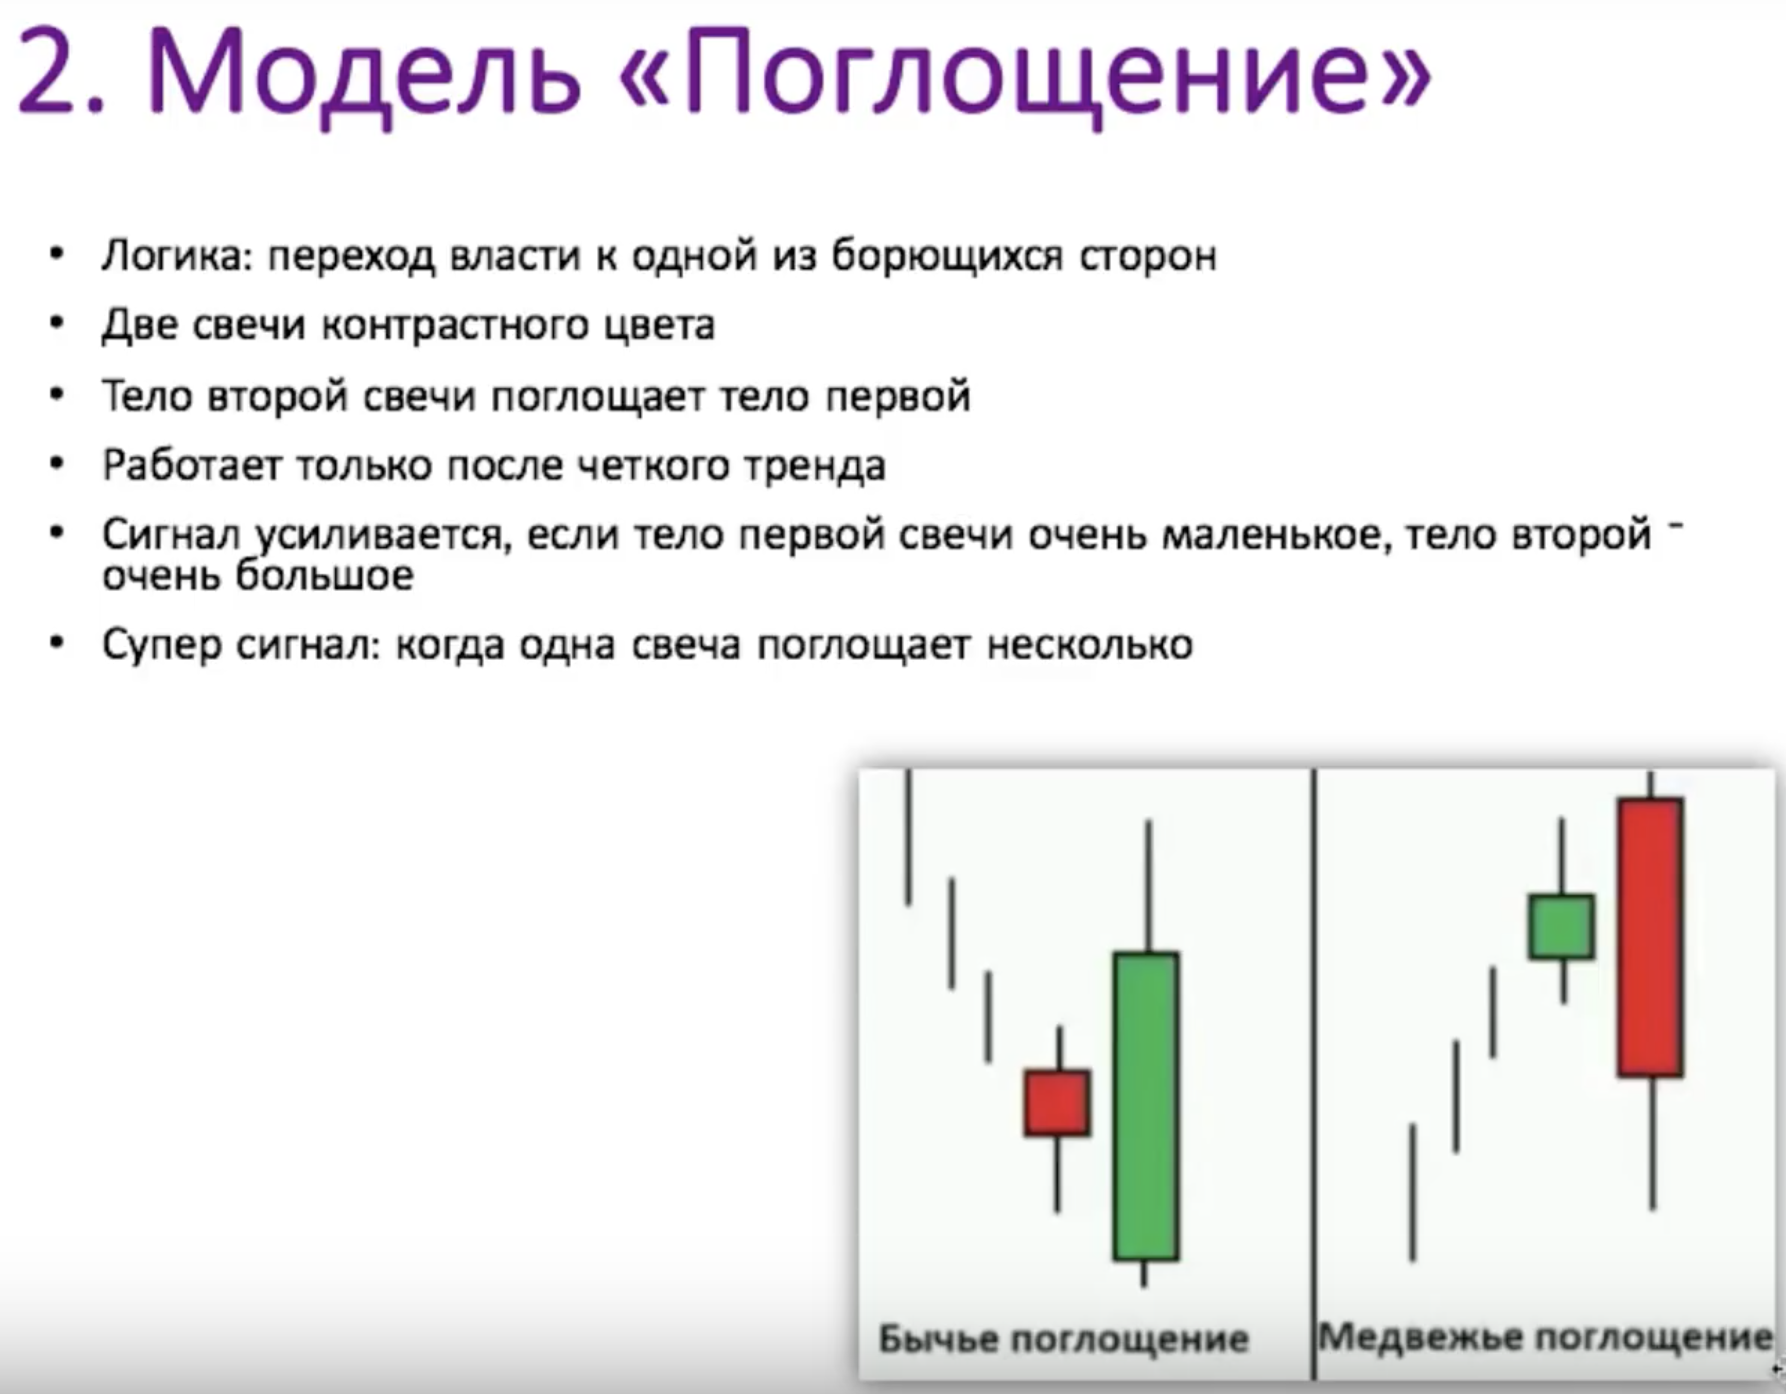 2. Модель «Поглощение»
• Логика: переход власти к одной из борющихся сторон
• Две свечи контрастного цвета
• Тело второй свечи поглощает тело первой
• Работает только после четкого тренда
• Сигнал усиливается, если тело первой свечи очень маленькое, тело второй -
очень большое
• Супер сигнал: когда одна свеча поглощает несколько
Бычье поглощение
Медвежье поглощение